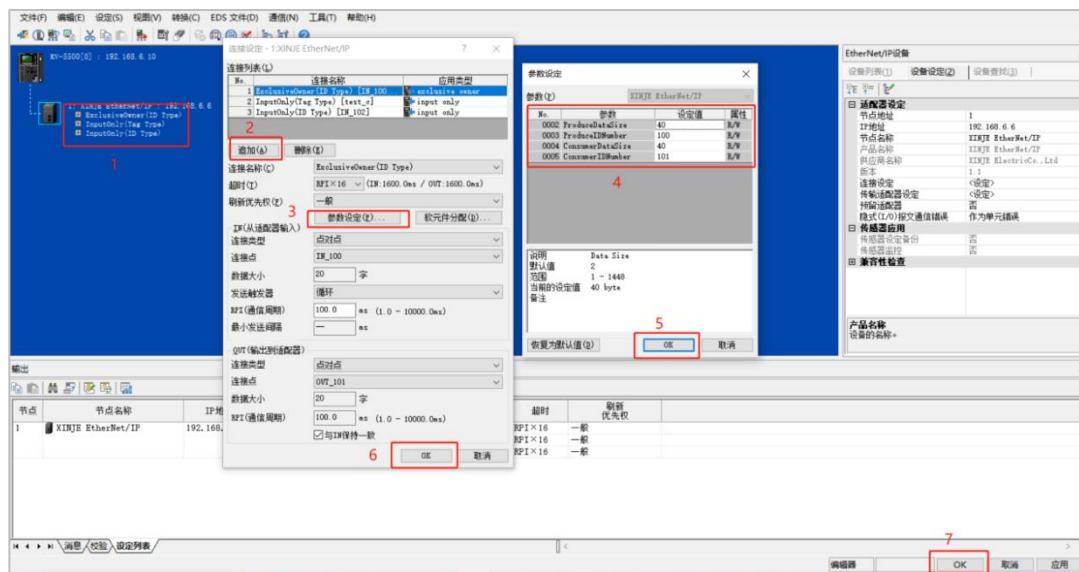 文件(F) 编辑(E) 设定(S) 视图(V) 转换(C) EDS 文件(D) 通信(N) 工具(T) 帮助(H)
KV-5500[0] : 192.168.6.10
1: XINJE EtherNet/IP : 192.168.6.6
ExclusiveOwner(ID Type)
InputOnly(Tag Type)
InputOnly(ID Type)
1
连接设定 - 1:XINJE EtherNet/IP ? ×
连接列表(L)
No. 连接名称 应用类型
1 ExclusiveOwner(ID Type) [IN_100 exclusive owner
2 InputOnly(Tag Type) [test_c] input only
3 InputOnly(ID Type) [IN_102] input only
2
追加(A) 删除(X)
连接名称(C) ExclusiveOwner(ID Type)
超时(T) RPI×16 (IN:1600.0ms / OUT:1600.0ms)
刷新优先权(P) 一般
3
参数设定(R)... 软元件分配(D)...
IN(从适配器输入)
连接类型 点对点
连接点 IN_100
数据大小 20 字
发送触发器 循环
RPI(通信周期) 100.0 ms (1.0 - 10000.0ms)
最小发送间隔 — ms
OUT(输出到适配器)
连接类型 点对点
连接点 OUT_101
数据大小 20 字
RPI(通信周期) 100.0 ms (1.0 - 10000.0ms)
与IN保持一致
6
OK 取消
参数设定 ×
参数(P) XINJE EtherNet/IP
No. 参数 设定值 属性
0002 ProduceDataSize 40 R/W
0003 ProduceIDNumber 100 R/W
0004 ConsumerDataSize 40 R/W
0005 ConsumerIDNumber 101 R/W
4
说明 Data Size
默认值 2
范围 1 - 1448
当前的设定值 40 byte
备注
5
恢复为默认值(D) OK 取消
EtherNet/IP设备
设备列表(1) 设备设定(2) 设备查找(3)
适配器设定
节点地址 1
IP地址 192.168.6.6
节点名称 XINJE EtherNet/IP
产品名称 XINJE EtherNet/IP
供应商名称 XINJE ElectricCo.,Ltd
版本 1.1
连接设定 <设定>
传输适配器设定 <设定>
预留适配器 否
隐式(I/O)报文通信错误 作为单元错误
传感器应用
传感器设定备份 否
传感器监控 否
兼容性检查
产品名称
设备的名称。
输出
节点 节点名称 IP地 超时 刷新
优先权
1 XINJE EtherNet/IP 192.168. RPI×16 一般
RPI×16 一般
RPI×16 一般
消息 校验 设定列表
7
编辑器 OK 取消 应用